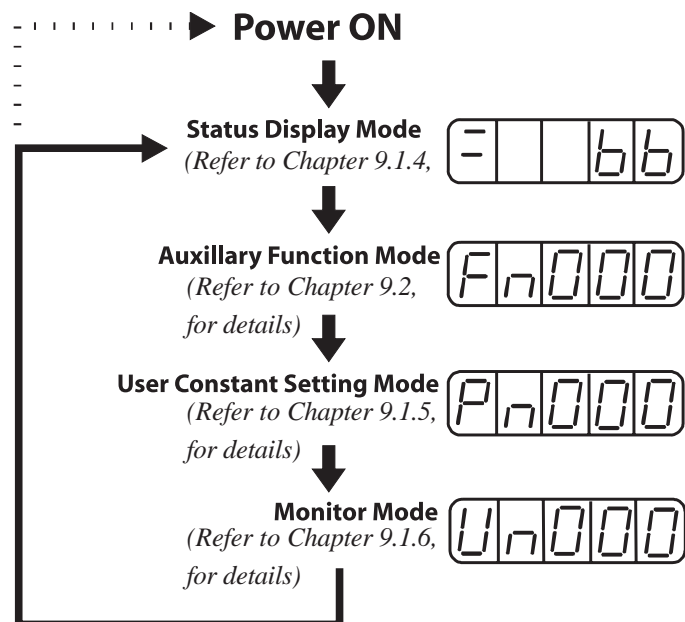 Power ON
Status Display Mode
(Refer to Chapter 9.1.4,
bb
Auxillary Function Mode
(Refer to Chapter 9.2,
for details)
Fn000
User Constant Setting Mode
(Refer to Chapter 9.1.5,
for details)
Pn000
Monitor Mode
(Refer to Chapter 9.1.6,
for details)
Un000